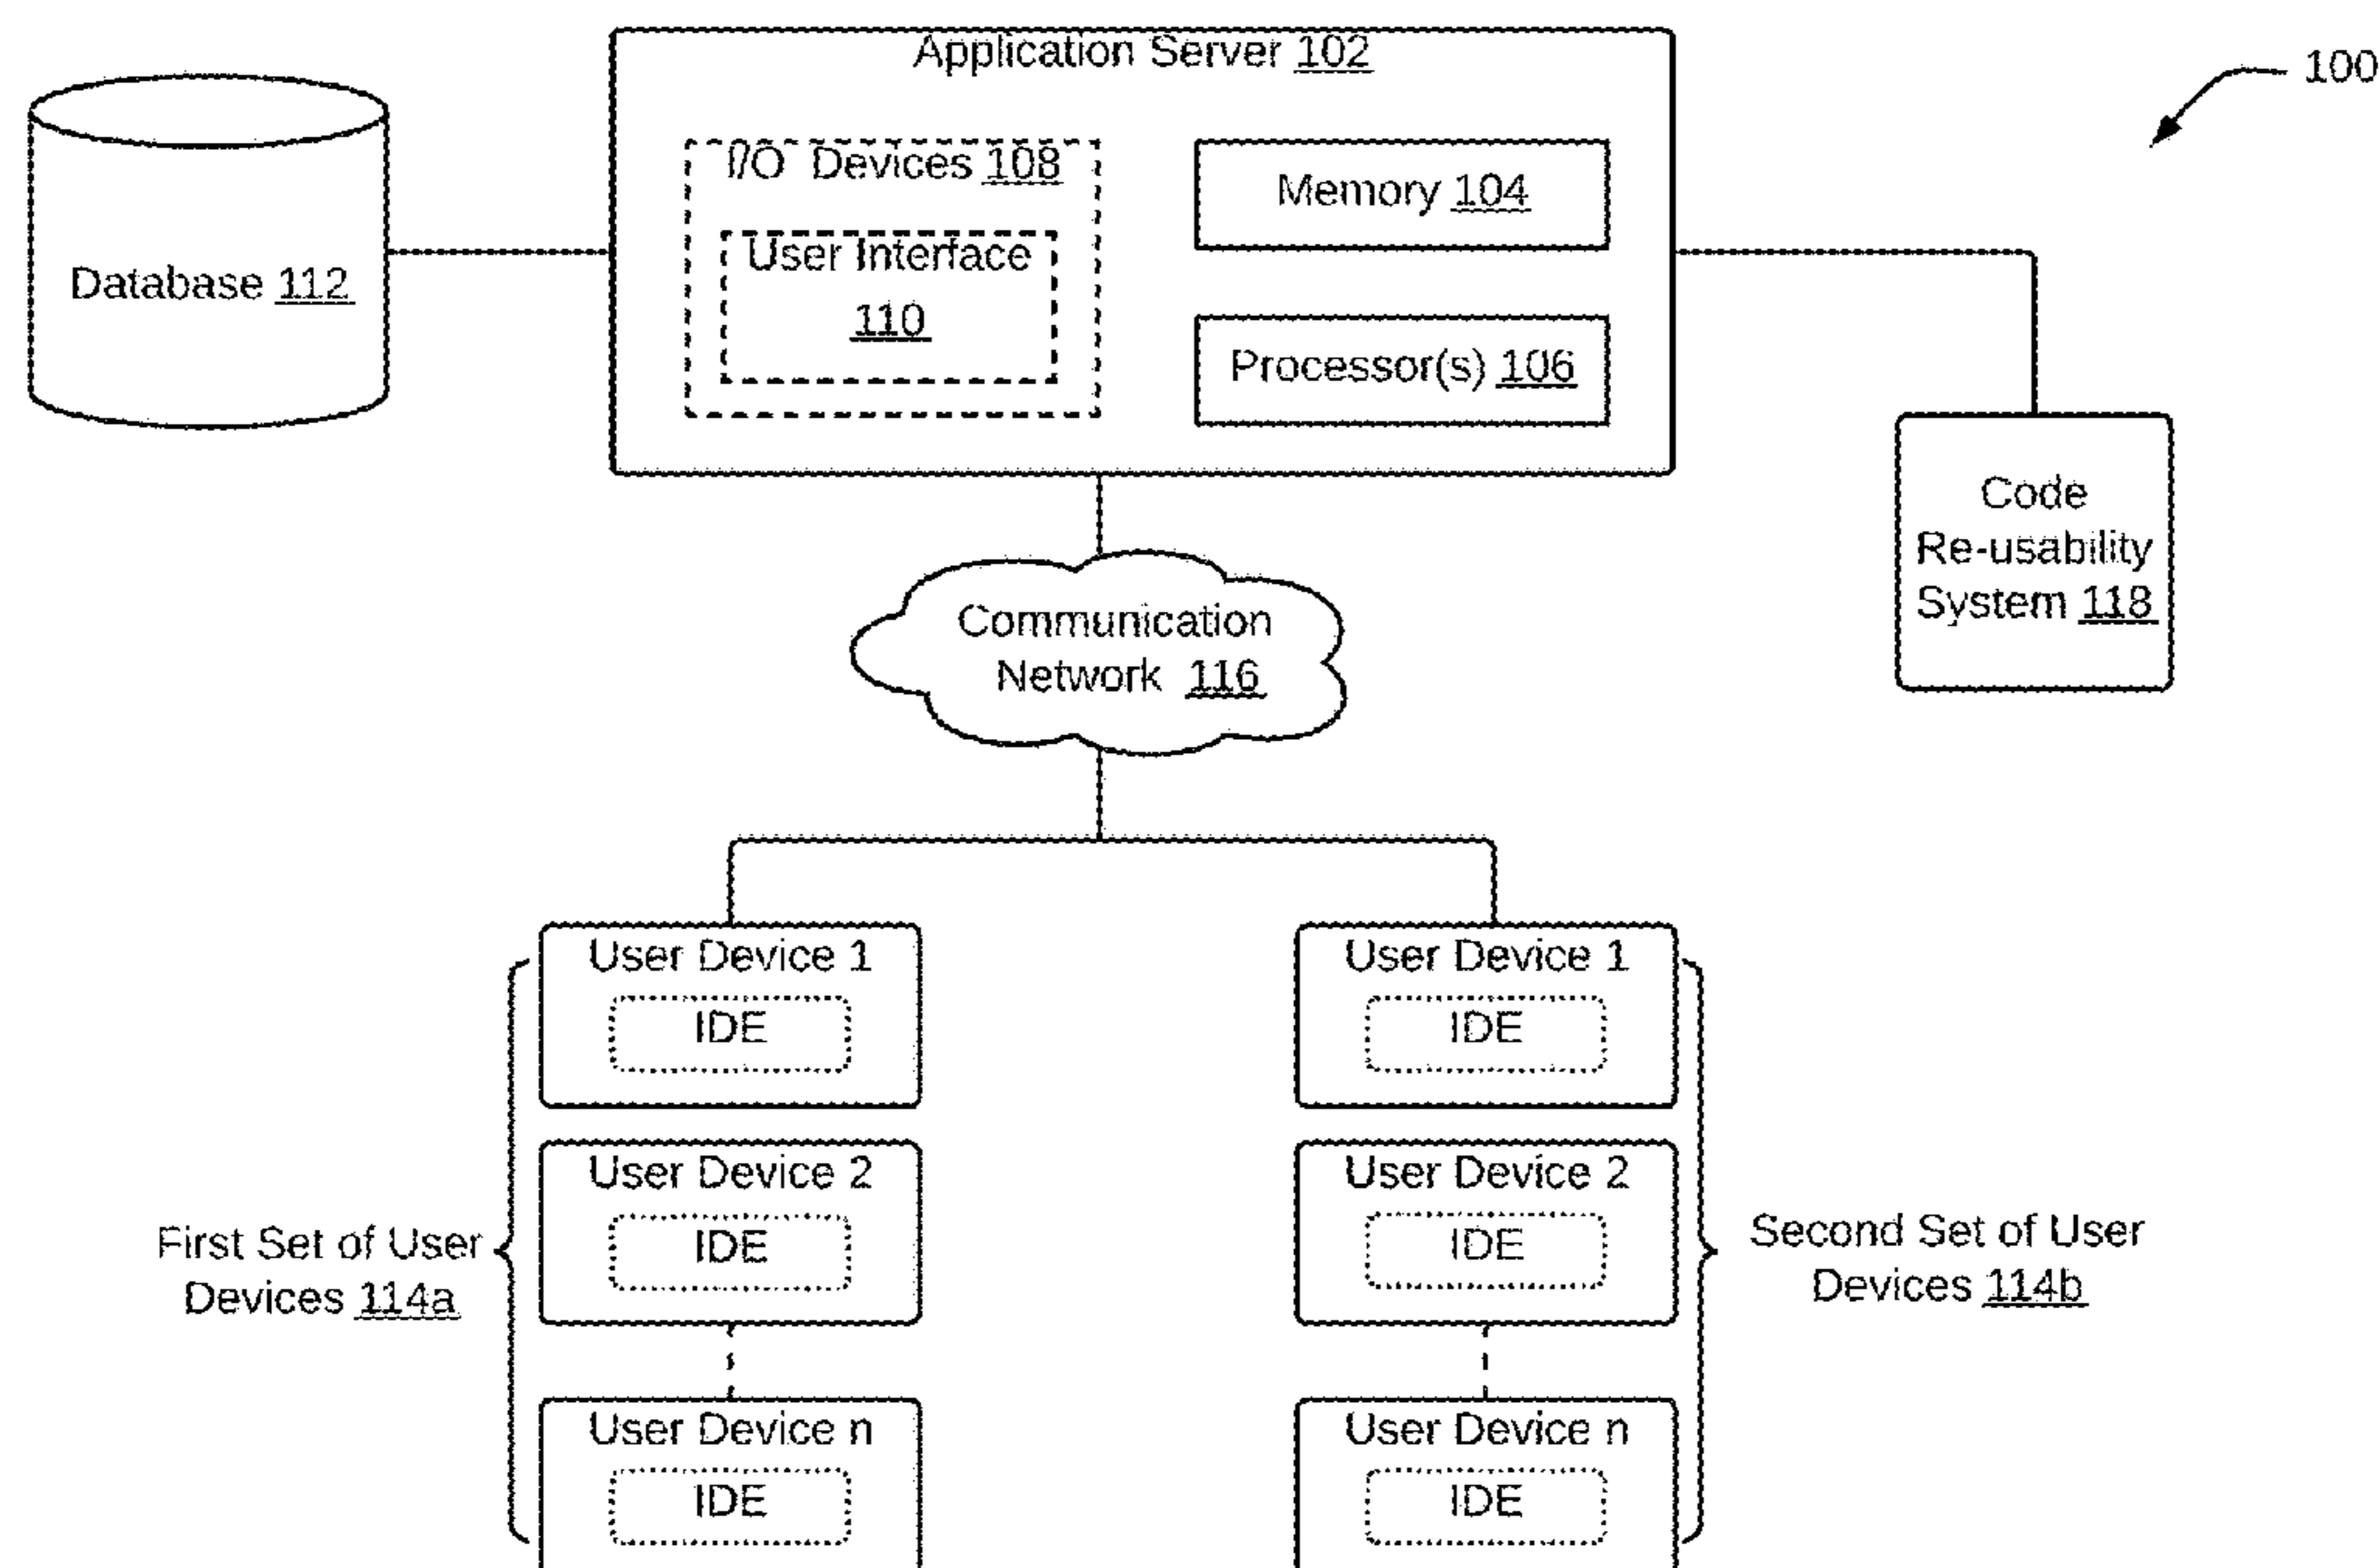 Application Server 102
100
I/O Devices 108
Memory 104
User Interface
110
Database 112
Processor(s) 106
Code
Re-usability
System 118
Communication
Network 116
User Device 1
IDE
User Device 2
IDE
User Device n
IDE
First Set of User
Devices 114a
User Device 1
IDE
User Device 2
IDE
User Device n
IDE
Second Set of User
Devices 114b